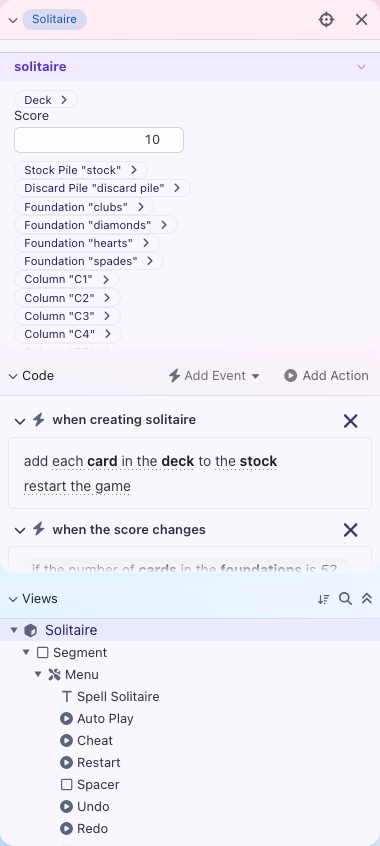 Solitaire
solitaire
Deck
Score
10
Stock Pile "stock"
Discard Pile "discard pile"
Foundation "clubs"
Foundation "diamonds"
Foundation "hearts"
Foundation "spades"
Column "C1"
Column "C2"
Column "C3"
Column "C4"
Code Add Event Add Action
when creating solitaire
add each card in the deck to the stock
restart the game
when the score changes
if the number of cards in the foundations is 52
Views
Solitaire
Segment
Menu
Spell Solitaire
Auto Play
Cheat
Restart
Spacer
Undo
Redo